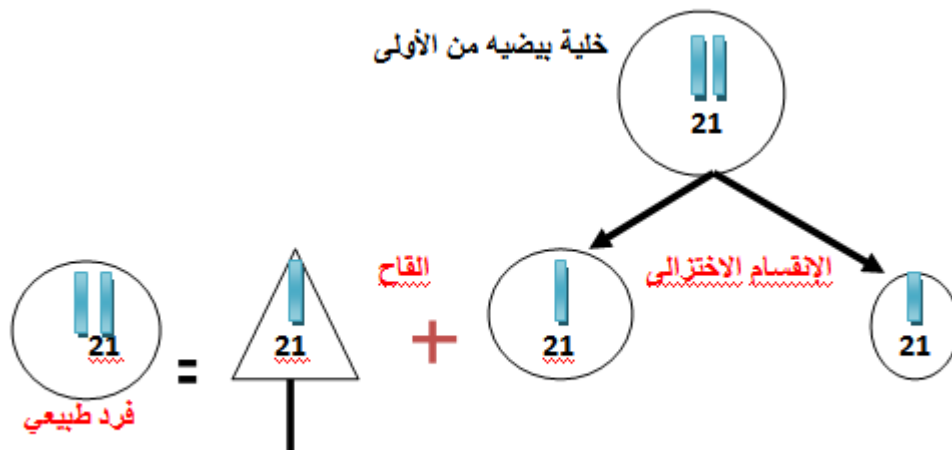 خلية بيضيه من الأولى
21
القاح
الإنقسام الاختزالي
21
21
21
21
+
=
فرد طبيعي